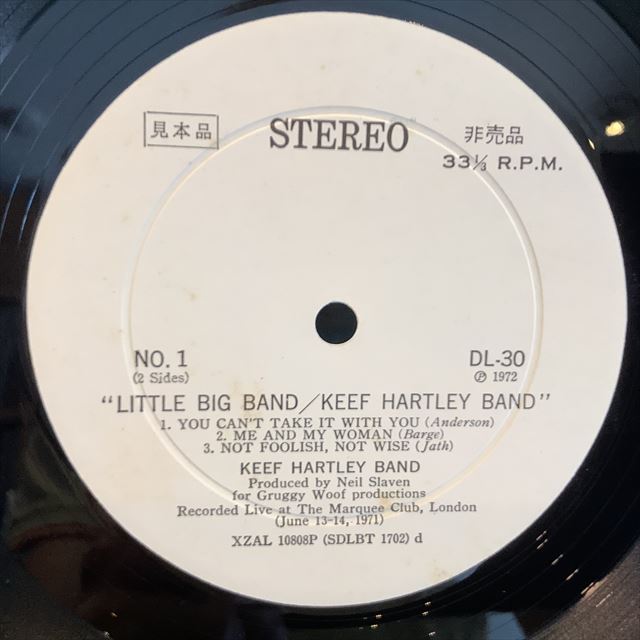 見本品
STEREO
非売品
33⅓ R.P.M.
NO. 1
(2 Sides)
DL-30
Ⓟ 1972
"LITTLE BIG BAND/KEEF HARTLEY BAND"
1. YOU CAN'T TAKE IT WITH YOU (Anderson)
2. ME AND MY WOMAN (Barge)
3. NOT FOOLISH, NOT WISE (Jath)
KEEF HARTLEY BAND
Produced by Neil Slaven
for Gruggy Woof productions
Recorded Live at The Marquee Club, London
(June 13-14, 1971)
XZAL 10808P (SDLBT 1702) d